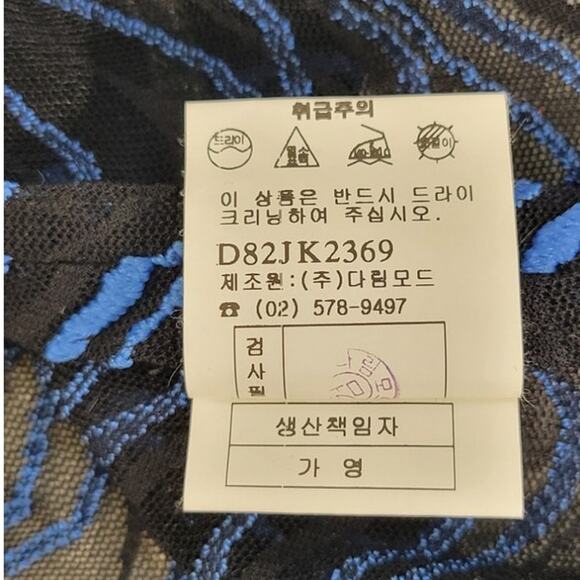 취급주의
드라이
이 상품은 반드시 드라이
크리닝하여 주십시오.
D82JK2369
제조원:(주)다림모드
☎ (02) 578-9497
검
사
필
생산책임자
가 영